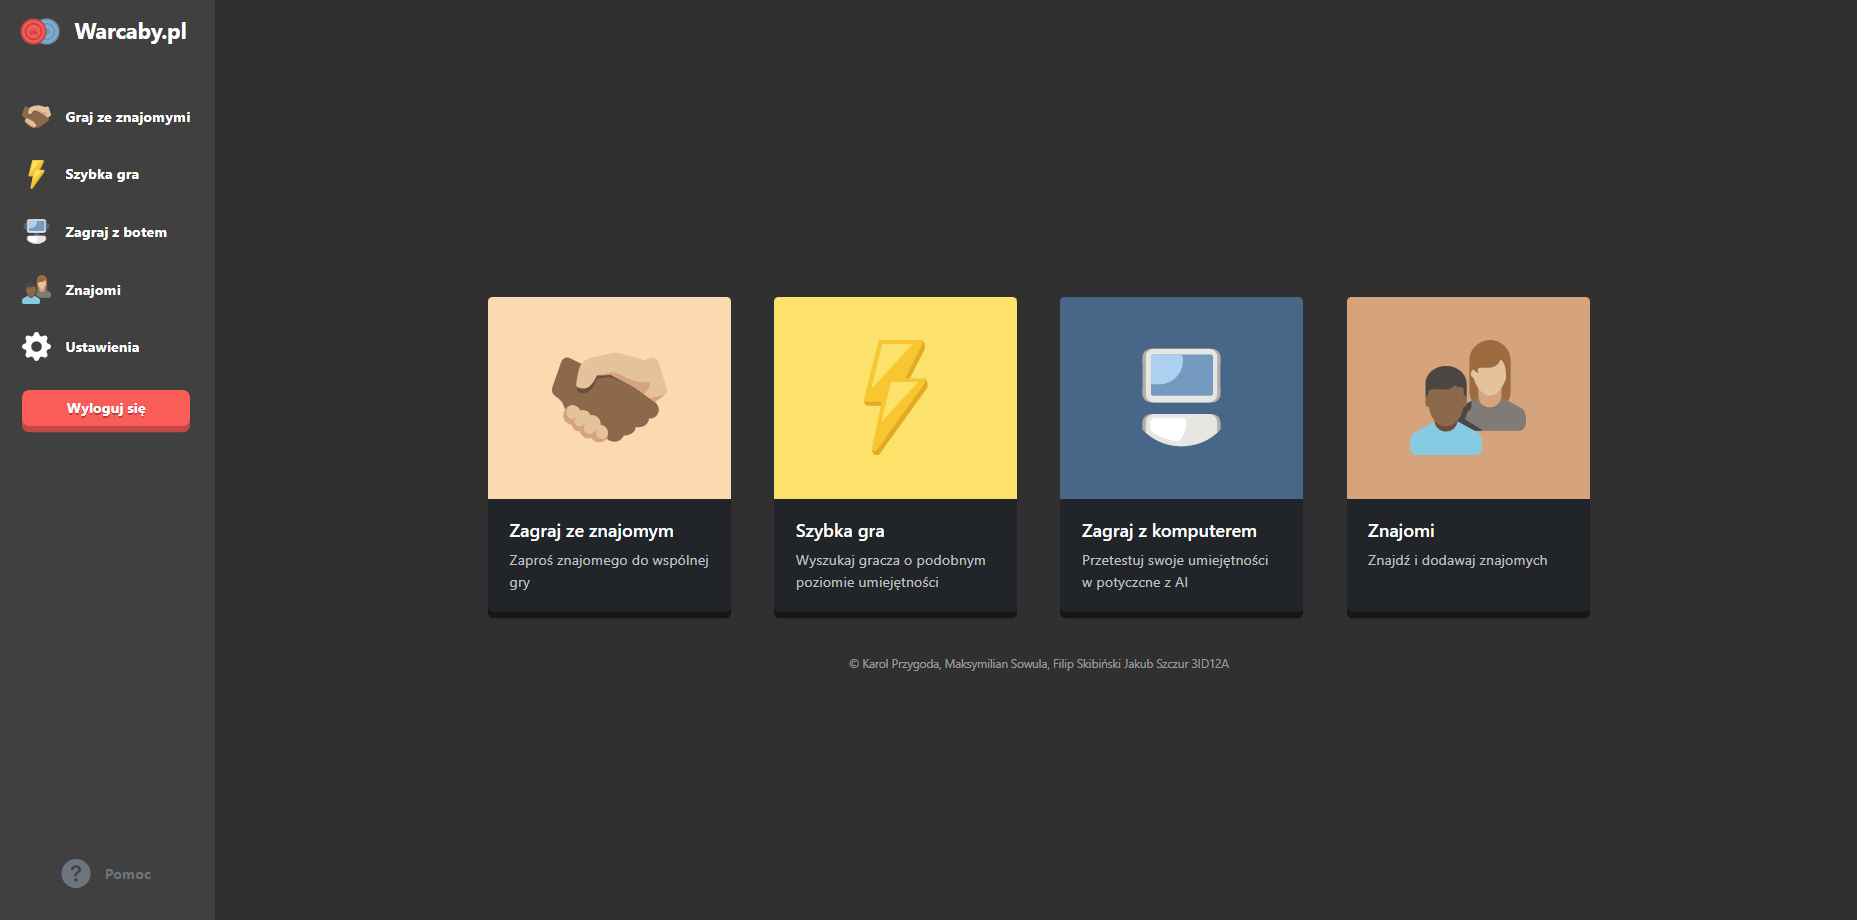 Warcaby.pl
Graj ze znajomymi
Szybka gra
Zagraj z botem
Znajomi
Ustawienia
Wyloguj się
Zagraj ze znajomym
Zaproś znajomego do wspólnej
gry
Szybka gra
Wyszukaj gracza o podobnym
poziomie umiejętności
Zagraj z komputerem
Przetestuj swoje umiejętności
w potyczcne z AI
Znajomi
Znajdź i dodawaj znajomych
© Karol Przygoda, Maksymilian Sowula, Filip Skibiński Jakub Szczur 3ID12A
? Pomoc